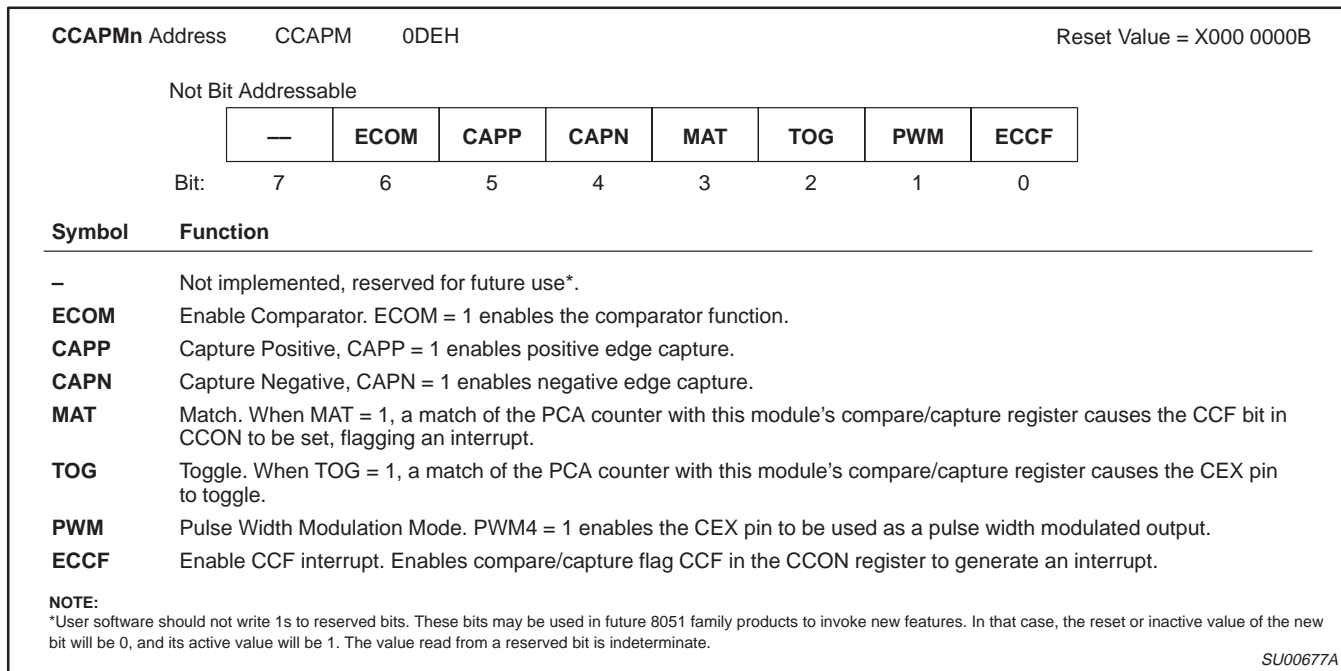 CCAPMn Address CCAPM 0DEH Reset Value = X000 0000B
Not Bit Addressable
–– ECOM CAPP CAPN MAT TOG PWM ECCF
Bit: 7 6 5 4 3 2 1 0
Symbol Function
– Not implemented, reserved for future use*.
ECOM Enable Comparator. ECOM = 1 enables the comparator function.
CAPP Capture Positive, CAPP = 1 enables positive edge capture.
CAPN Capture Negative, CAPN = 1 enables negative edge capture.
MAT Match. When MAT = 1, a match of the PCA counter with this module's compare/capture register causes the CCF bit in
CCON to be set, flagging an interrupt.
TOG Toggle. When TOG = 1, a match of the PCA counter with this module's compare/capture register causes the CEX pin
to toggle.
PWM Pulse Width Modulation Mode. PWM4 = 1 enables the CEX pin to be used as a pulse width modulated output.
ECCF Enable CCF interrupt. Enables compare/capture flag CCF in the CCON register to generate an interrupt.
NOTE:
*User software should not write 1s to reserved bits. These bits may be used in future 8051 family products to invoke new features. In that case, the reset or inactive value of the new
bit will be 0, and its active value will be 1. The value read from a reserved bit is indeterminate.
SU00677A